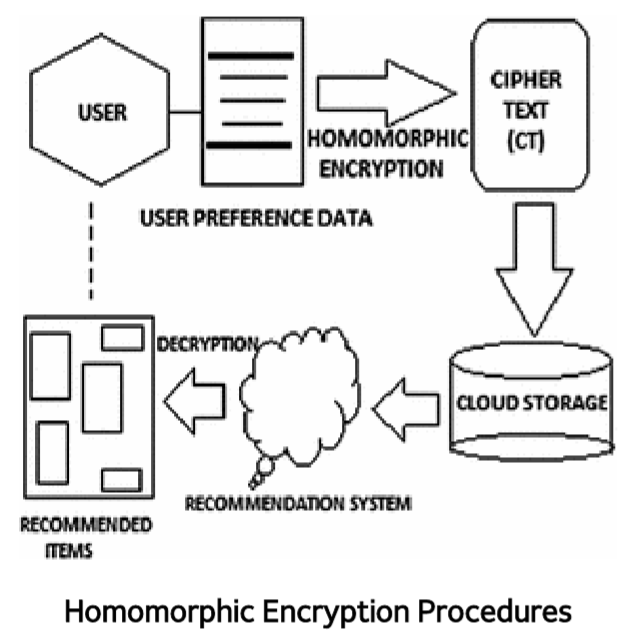 USER
CIPHER
TEXT
(CT)
HOMOMORPHIC
ENCRYPTION
USER PREFERENCE DATA
DECRYPTION
CLOUD STORAGE
RECOMMENDATION SYSTEM
RECOMMENDED
ITEMS
Homomorphic Encryption Procedures